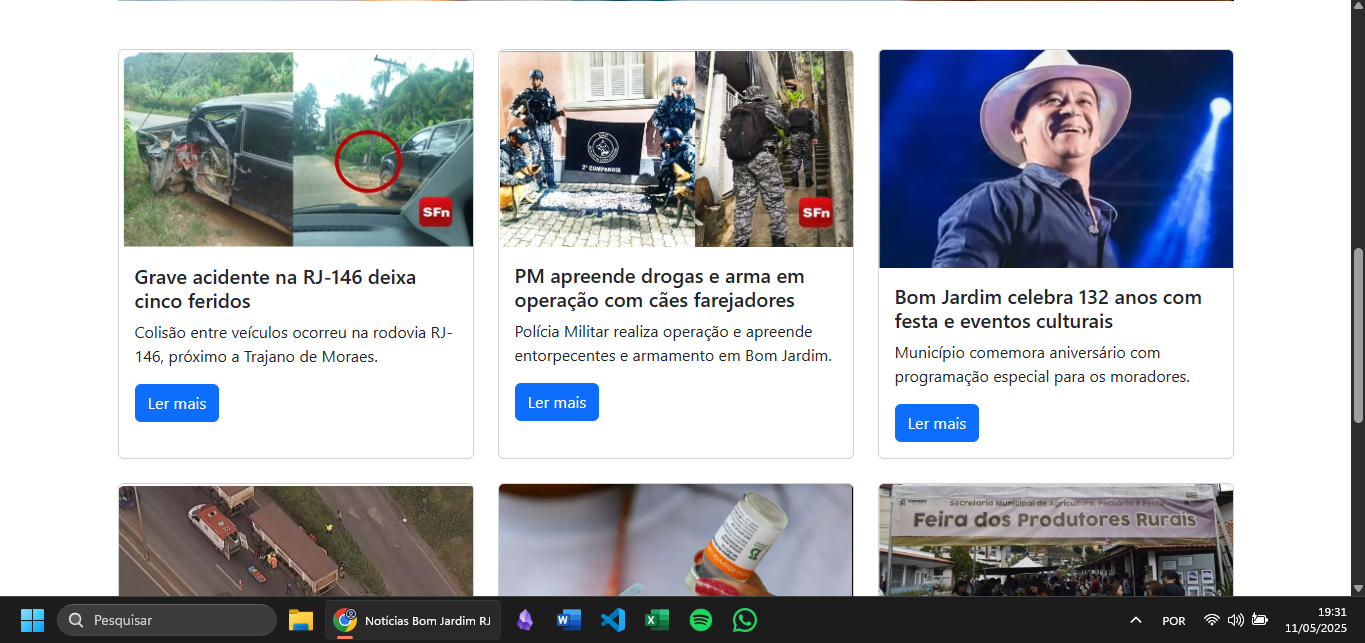 SFn
2ª COMPANHIA
SFn
Grave acidente na RJ-146 deixa
cinco feridos
Colisão entre veículos ocorreu na rodovia RJ-
146, próximo a Trajano de Moraes.
Ler mais
PM apreende drogas e arma em
operação com cães farejadores
Polícia Militar realiza operação e apreende
entorpecentes e armamento em Bom Jardim.
Ler mais
Bom Jardim celebra 132 anos com
festa e eventos culturais
Município comemora aniversário com
programação especial para os moradores.
Ler mais
Secretaria Municipal de Agricultura, Pecuária e Pesca
Feira dos Produtores Rurais
Pesquisar
Notícias Bom Jardim RJ
POR
19:31
11/05/2025